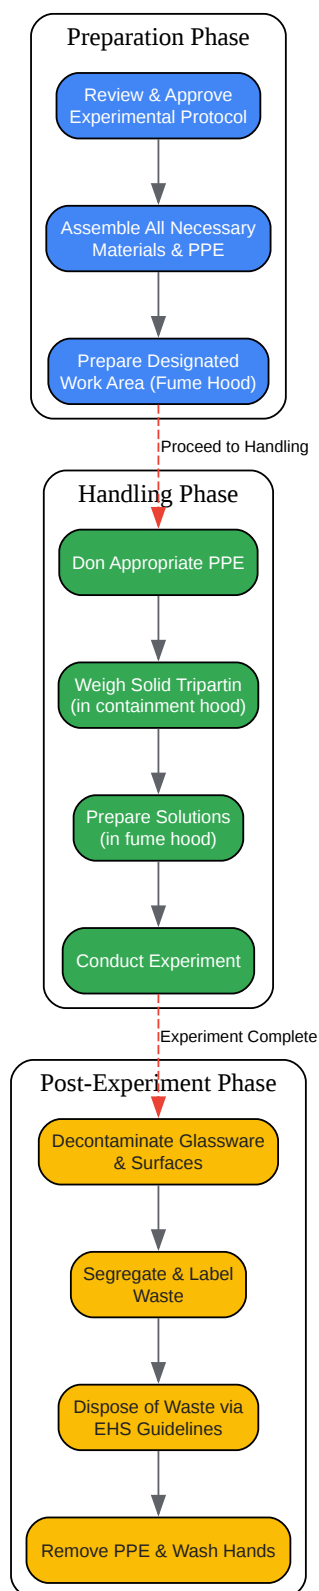 Preparation Phase
Review & Approve
Experimental Protocol
Assemble All Necessary
Materials & PPE
Prepare Designated
Work Area (Fume Hood)
Proceed to Handling
Handling Phase
Don Appropriate PPE
Weigh Solid Tripartin
(in containment hood)
Prepare Solutions
(in fume hood)
Conduct Experiment
Experiment Complete
Post-Experiment Phase
Decontaminate Glassware
& Surfaces
Segregate & Label
Waste
Dispose of Waste via
EHS Guidelines
Remove PPE & Wash Hands